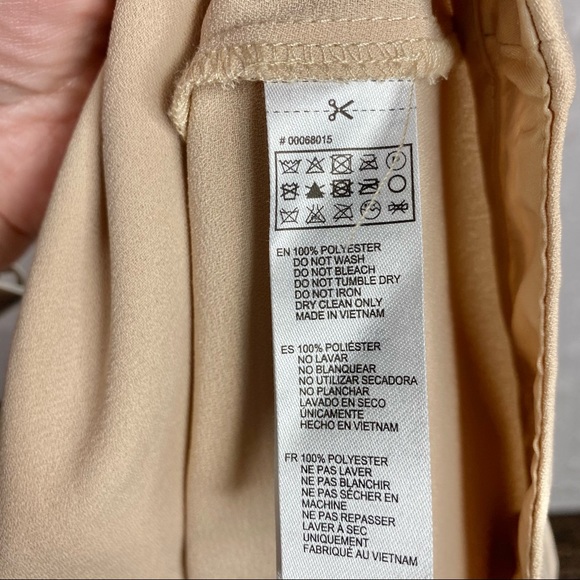 # 00068015
EN 100% POLYESTER
DO NOT WASH
DO NOT BLEACH
DO NOT TUMBLE DRY
DO NOT IRON
DRY CLEAN ONLY
MADE IN VIETNAM
ES 100% POLIÉSTER
NO LAVAR
NO BLANQUEAR
NO UTILIZAR SECADORA
NO PLANCHAR
LAVADO EN SECO
ÚNICAMENTE
HECHO EN VIETNAM
FR 100% POLYESTER
NE PAS LAVER
NE PAS BLANCHIR
NE PAS SÉCHER EN
MACHINE
NE PAS REPASSER
LAVER À SEC
UNIQUEMENT
FABRIQUÉ AU VIETNAM